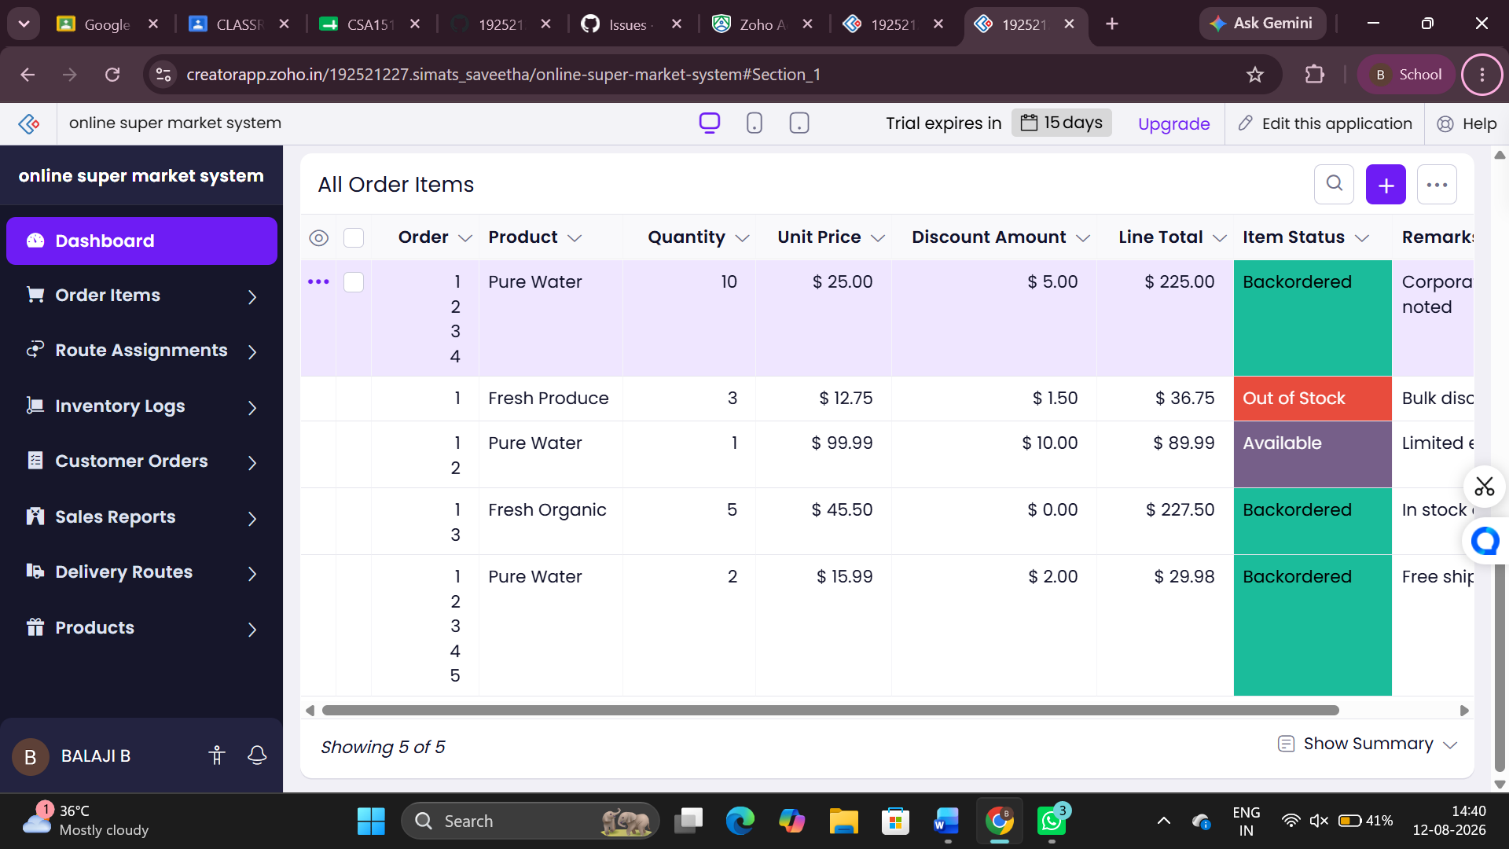 Google
CLASSR
CSA151
192521
Issues
Zoho A
192521
192521
Ask Gemini
creatorapp.zoho.in/192521227.simats_saveetha/online-super-market-system#Section_1
B School
online super market system
Trial expires in 15 days
Upgrade
Edit this application
Help
online super market system
Dashboard
Order Items
Route Assignments
Inventory Logs
Customer Orders
Sales Reports
Delivery Routes
Products
B BALAJI B
All Order Items
Order Product Quantity Unit Price Discount Amount Line Total Item Status Remarks
1 Pure Water 10 $ 25.00 $ 5.00 $ 225.00 Backordered Corpora
2 noted
3
4
1 Fresh Produce 3 $ 12.75 $ 1.50 $ 36.75 Out of Stock Bulk disc
1 Pure Water 1 $ 99.99 $ 10.00 $ 89.99 Available Limited e
2
1 Fresh Organic 5 $ 45.50 $ 0.00 $ 227.50 Backordered In stock
3
1 Pure Water 2 $ 15.99 $ 2.00 $ 29.98 Backordered Free ship
2
3
4
5
Showing 5 of 5
Show Summary
1
36°C
Mostly cloudy
Search
3
ENG
IN
41%
14:40
12-08-2026